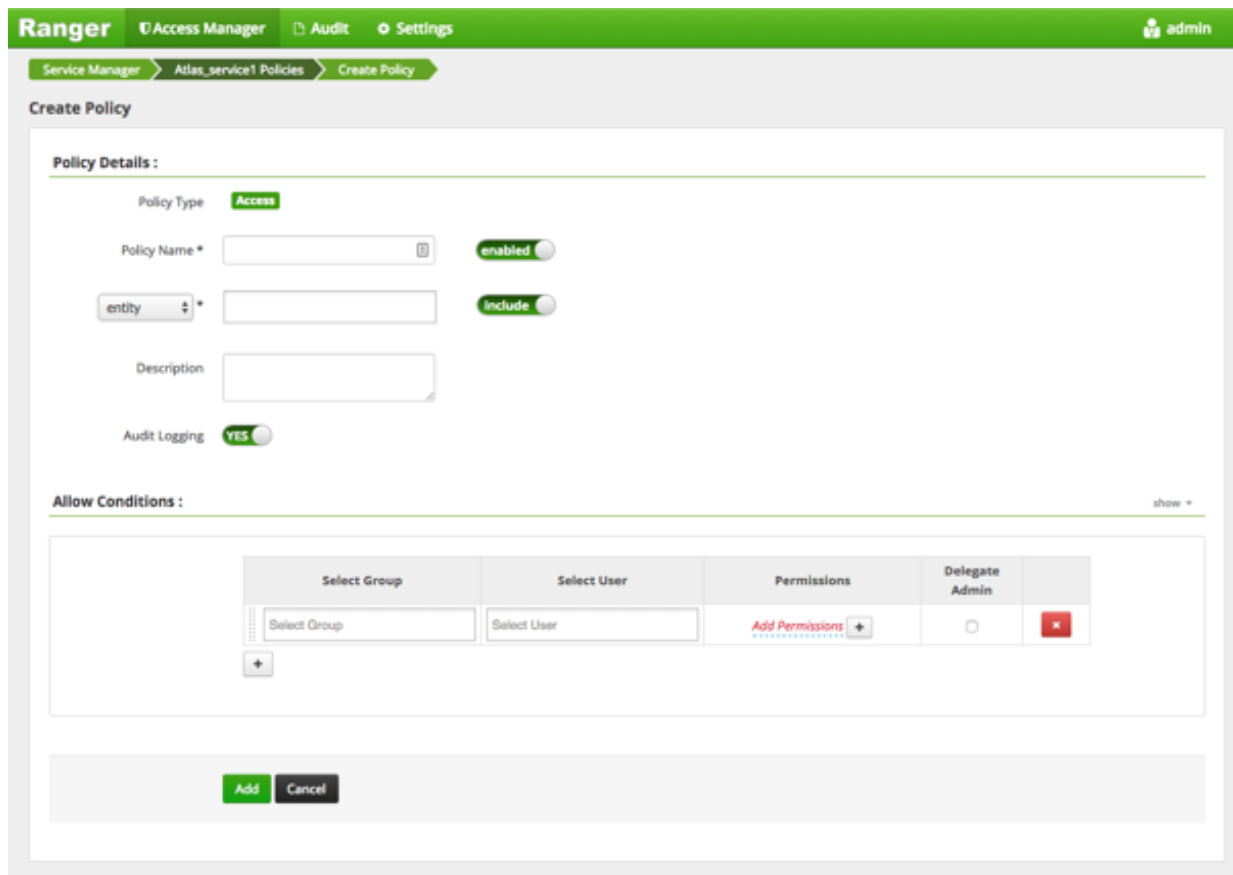 Ranger Access Manager Audit Settings admin
Service Manager Atlas_service1 Policies Create Policy
Create Policy
Policy Details :
Policy Type Access
Policy Name * enabled
entity * include
Description
Audit Logging YES
Allow Conditions : show
Select Group Select User Permissions Delegate Admin
Select Group Select User Add Permissions +
+
Add Cancel